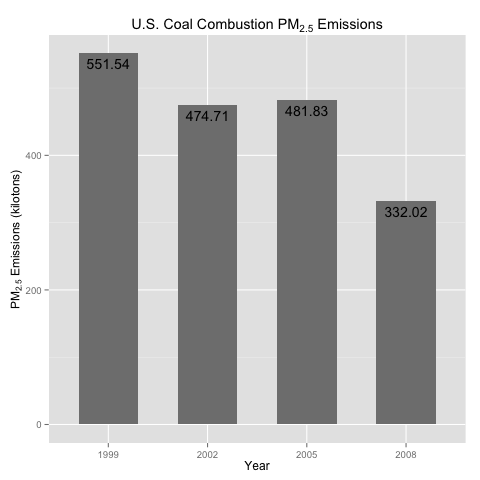 U.S. Coal Combustion PM2.5 Emissions
551.54
474.71
481.83
332.02
400
200
0
PM2.5 Emissions (kilotons)
1999 2002 2005 2008
Year